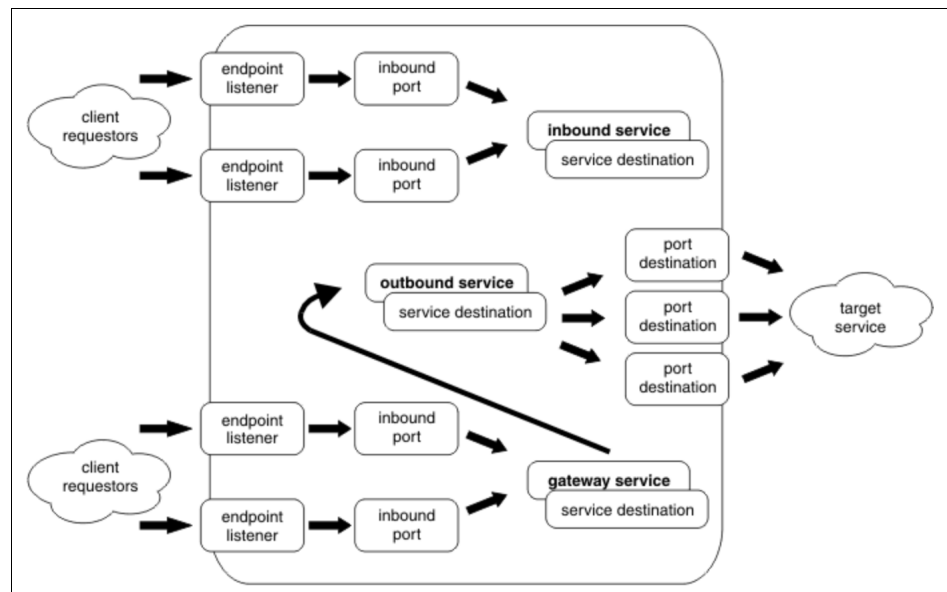 endpoint
listener
inbound
port
client
requestors
inbound service
service destination
endpoint
listener
inbound
port
port
destination
outbound service
service destination
port
destination
target
service
port
destination
endpoint
listener
inbound
port
client
requestors
gateway service
service destination
endpoint
listener
inbound
port